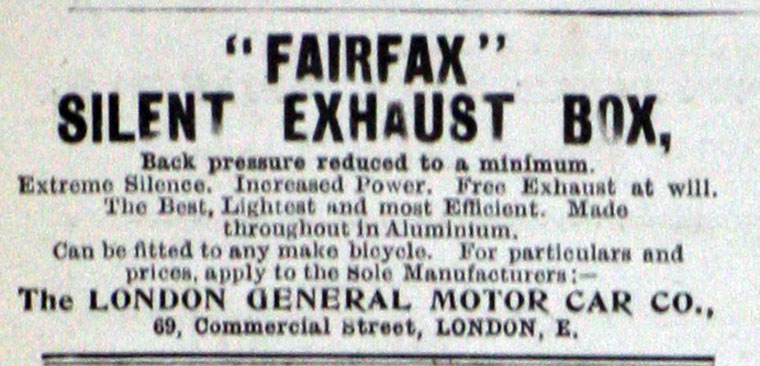 "FAIRFAX"
SILENT EXHAUST BOX,
Back pressure reduced to a minimum.
Extreme Silence. Increased Power. Free Exhaust at will.
The Best, Lightest and most Efficient. Made
throughout in Aluminium.
Can be fitted to any make bicycle. For particulars and
prices, apply to the Sole Manufacturers:—
The LONDON GENERAL MOTOR CAR CO.,
69, Commercial Street, LONDON, E.